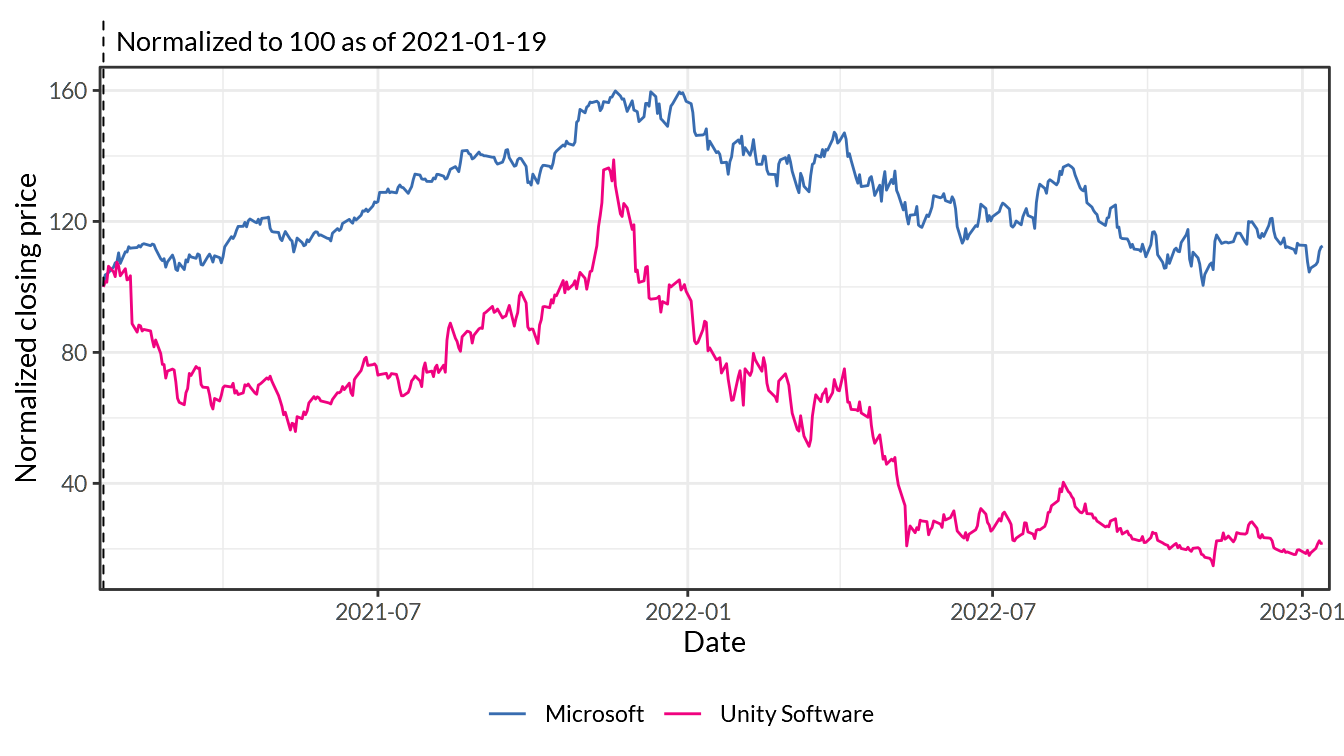 Normalized to 100 as of 2021-01-19
Normalized closing price
160
120
80
40
2021-07
2022-01
2022-07
2023-01
Date
Microsoft
Unity Software